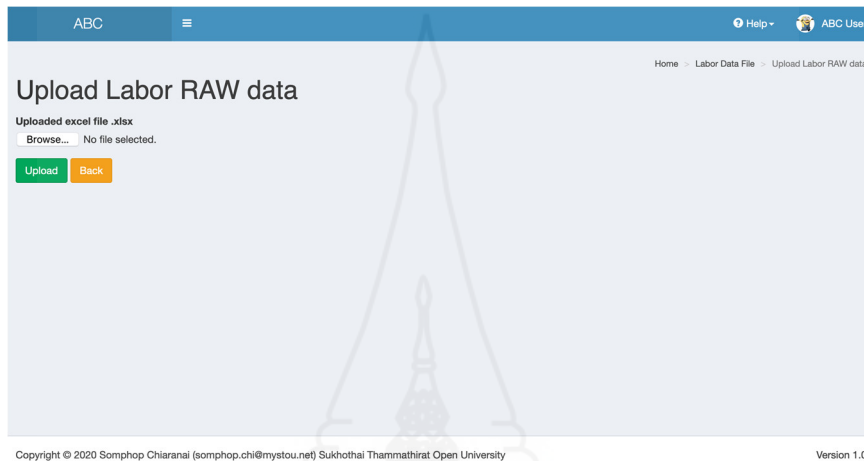 ABC
Help
ABC Use
Home > Labor Data File > Upload Labor RAW data
Upload Labor RAW data
Uploaded excel file .xlsx
Browse... No file selected.
Upload Back
Copyright © 2020 Somphop Chiaranai (somphop.chi@mystou.net) Sukhothai Thammathirat Open University
Version 1.0